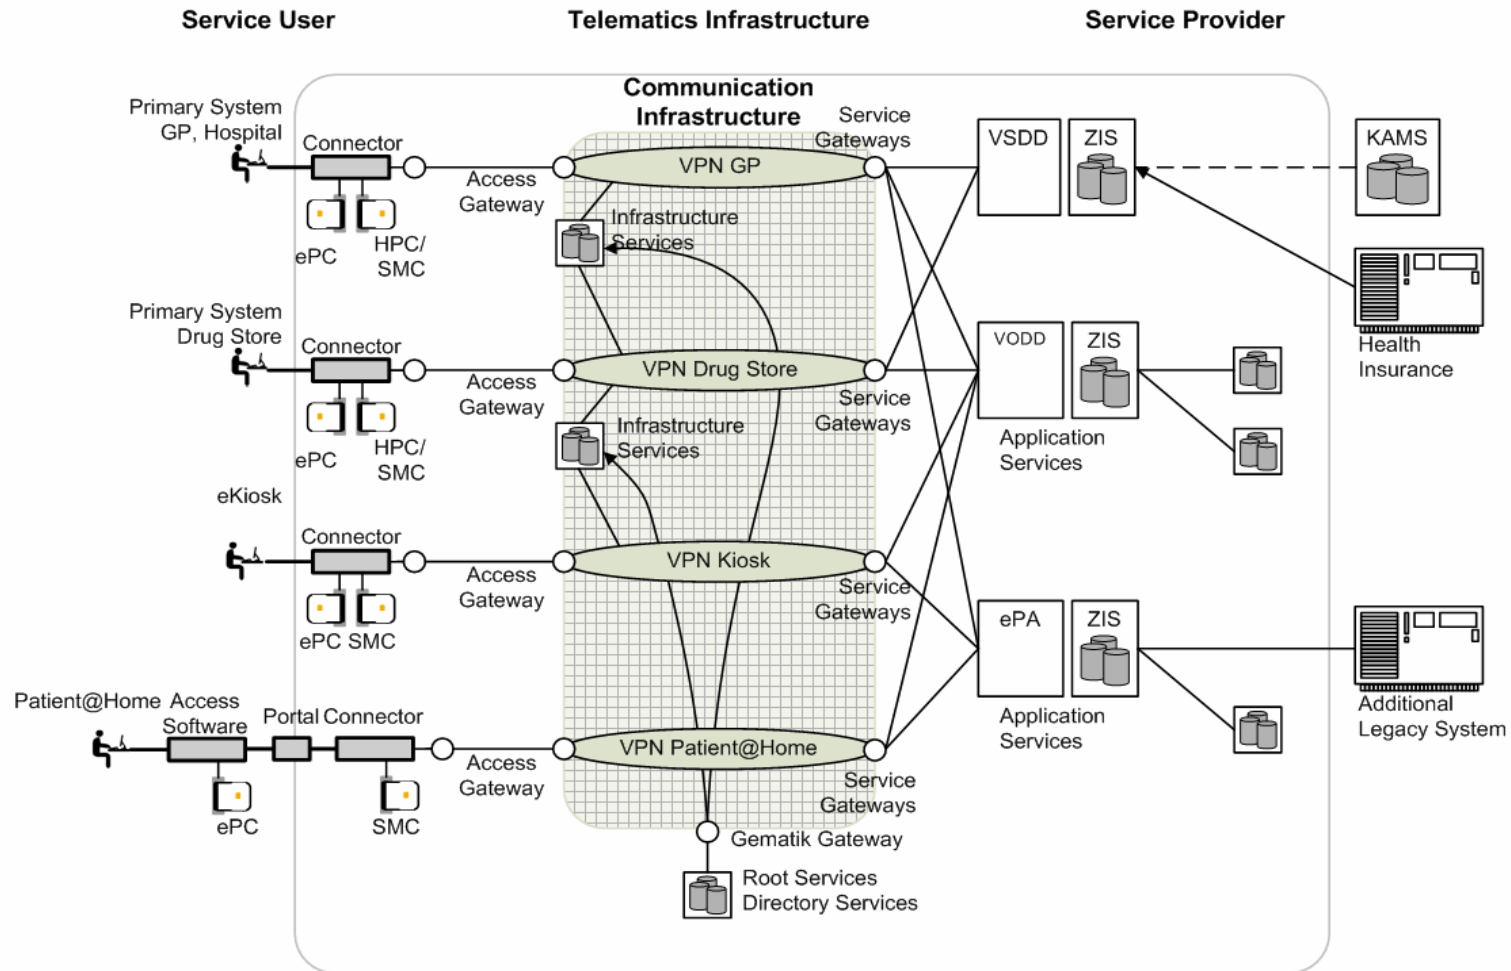 Service User
Telematics Infrastructure
Service Provider
Communication
Infrastructure
Primary System
GP, Hospital
Connector
Access
Gateway
VPN GP
Service
Gateways
VSDD
ZIS
KAMS
ePC
HPC/
SMC
Infrastructure
Services
Health
Insurance
Primary System
Drug Store
Connector
Access
Gateway
VPN Drug Store
Service
Gateways
VODD
ZIS
Application
Services
ePC
HPC/
SMC
Infrastructure
Services
eKiosk
Connector
Access
Gateway
VPN Kiosk
Service
Gateways
ePC
SMC
ePA
ZIS
Application
Services
Additional
Legacy System
Patient@Home
Access
Software
Portal
Connector
Access
Gateway
VPN Patient@Home
Service
Gateways
ePC
SMC
Gematik Gateway
Root Services
Directory Services